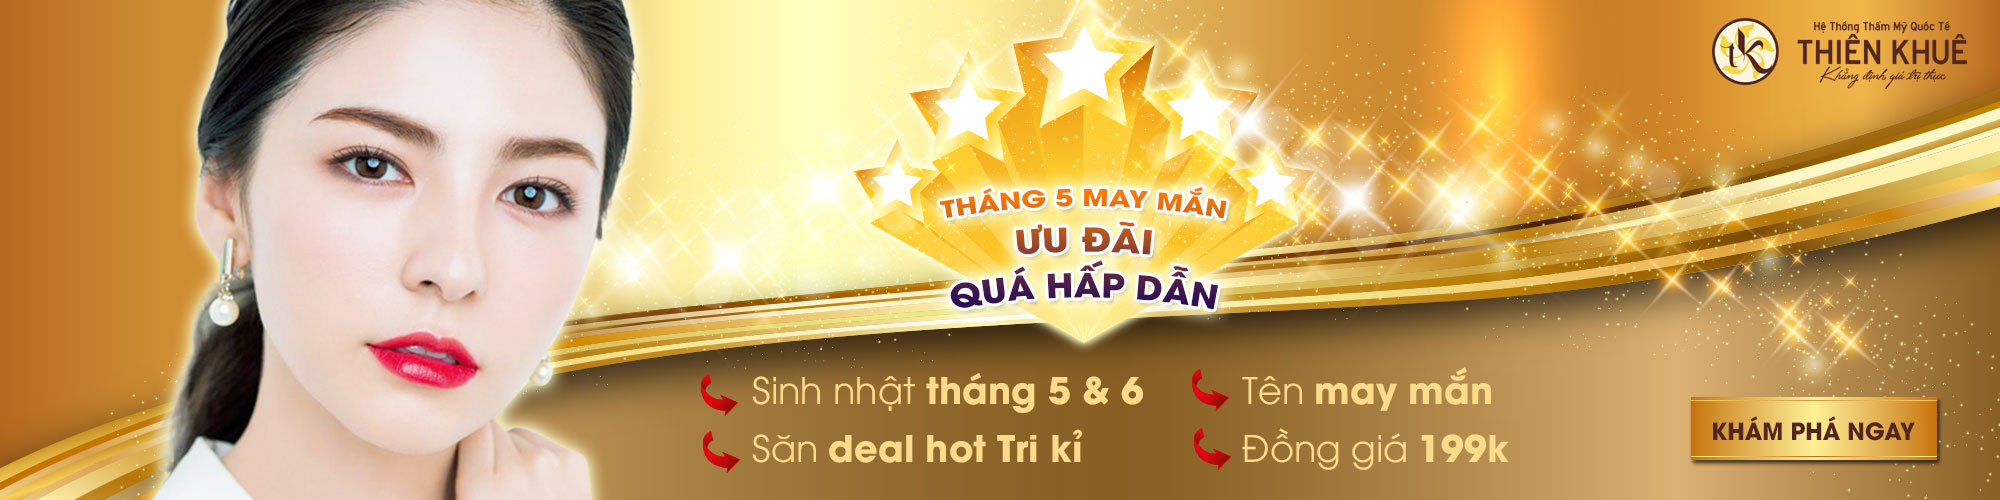 Hệ Thống Thẩm Mỹ Quốc Tế
tk THIÊN KHUÊ
Khẳng định giá trị thực
THÁNG 5 MAY MẮN
ƯU ĐÃI
QUÁ HẤP DẪN
Sinh nhật tháng 5 & 6
Tên may mắn
Săn deal hot Tri kỉ
Đồng giá 199k
KHÁM PHÁ NGAY